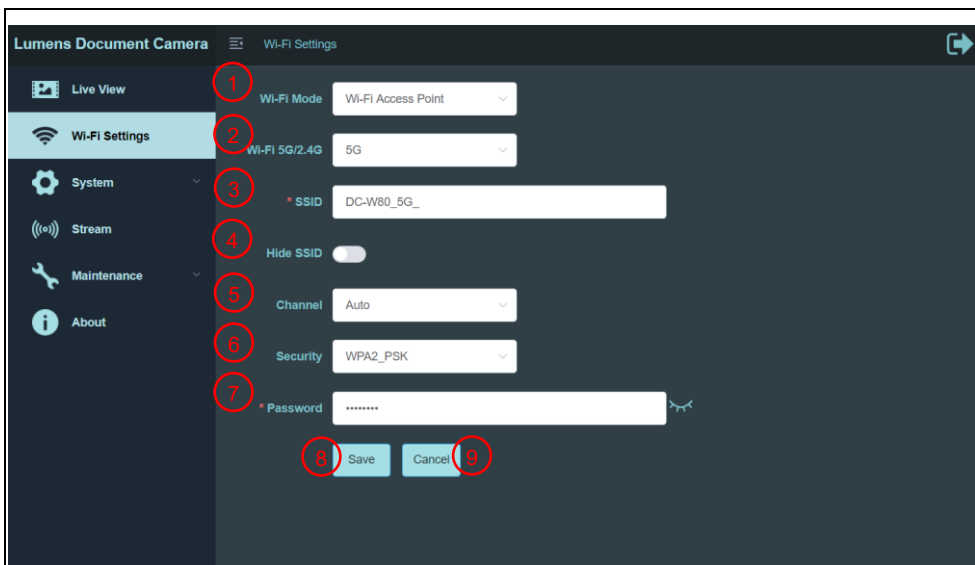 Lumens Document Camera
Wi-Fi Settings
Live View
Wi-Fi Settings
System
Stream
Maintenance
About
1
Wi-Fi Mode Wi-Fi Access Point
2
Wi-Fi 5G/2.4G 5G
3
* SSID DC-W80_5G_
4
Hide SSID
5
Channel Auto
6
Security WPA2_PSK
7
* Password ••••••••
8 Save Cancel 9